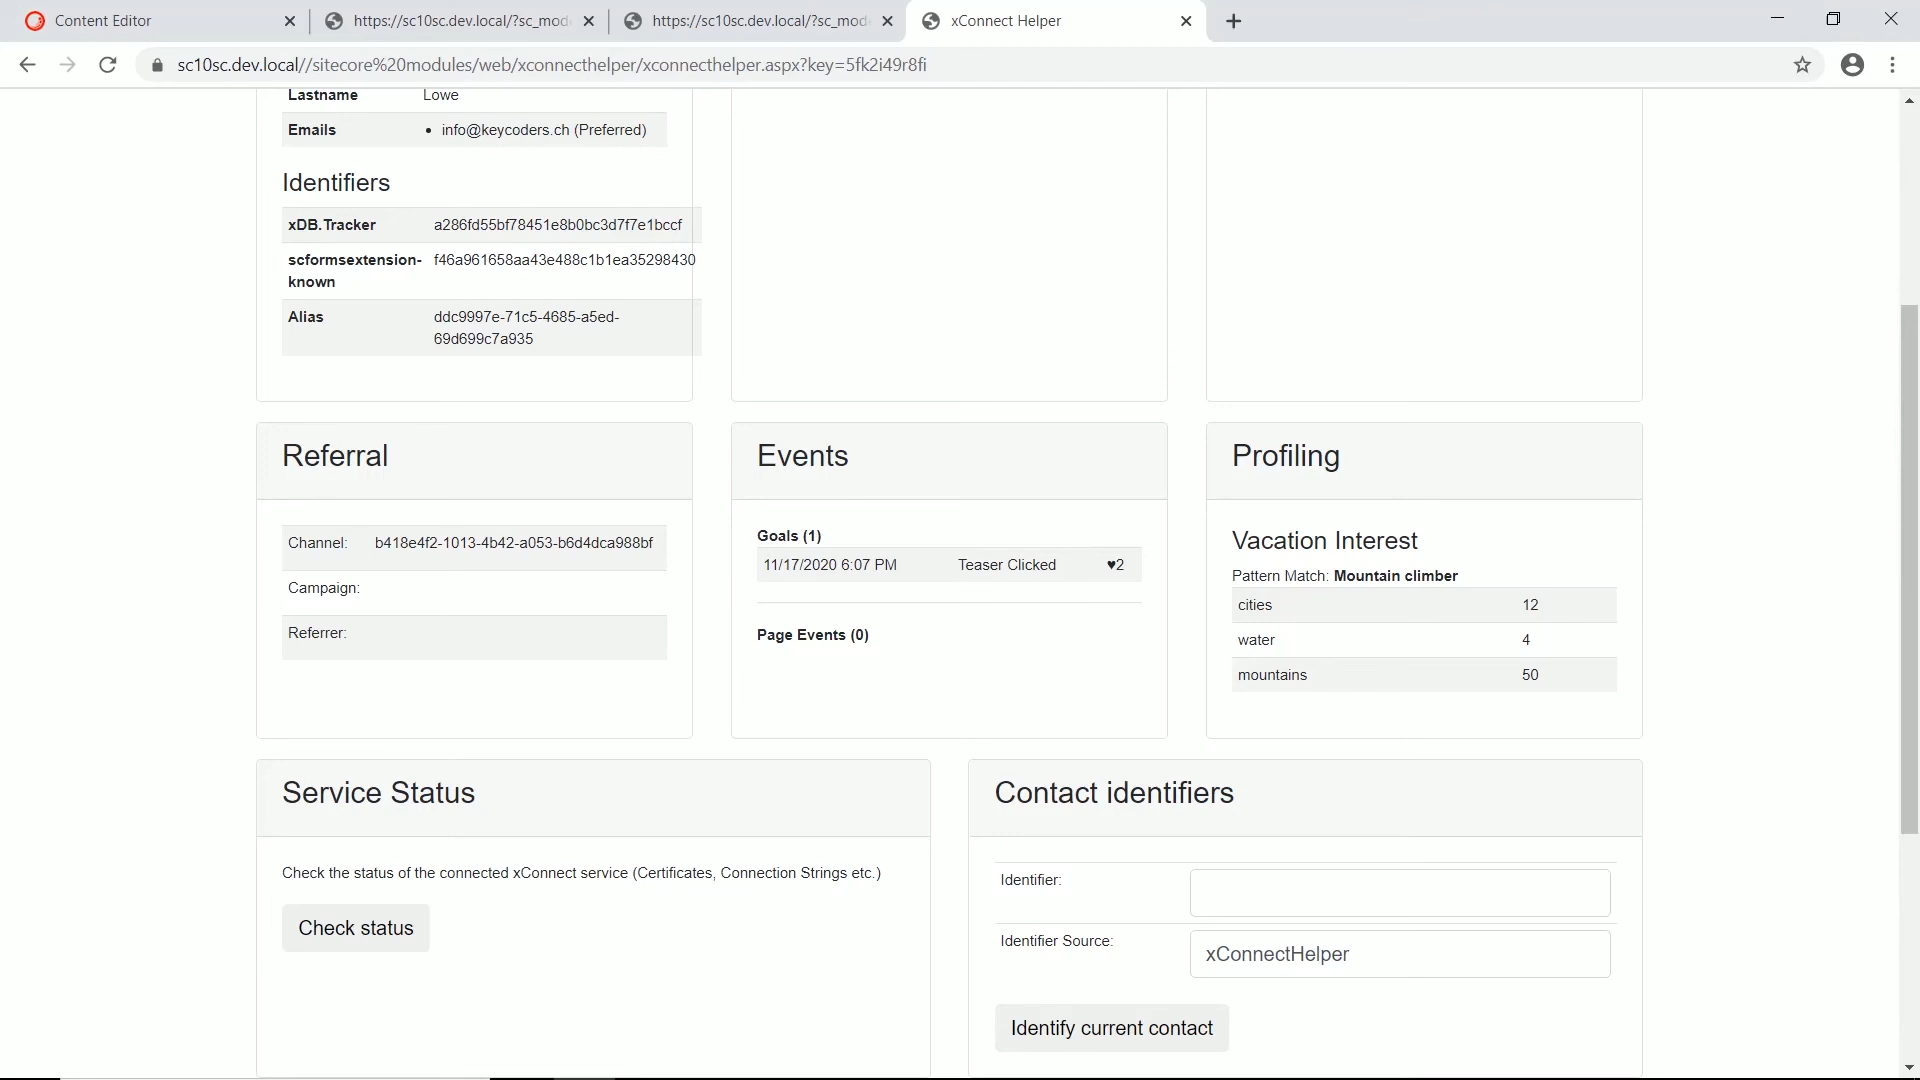 Content Editor
https://sc10sc.dev.local/?sc_mod
https://sc10sc.dev.local/?sc_mod
xConnect Helper
sc10sc.dev.local//sitecore%20modules/web/xconnecthelper/xconnecthelper.aspx?key=5fk2i49r8fi
Lastname Lowe
Emails • info@keycoders.ch (Preferred)
Identifiers
xDB.Tracker a286fd55bf78451e8b0bc3d7f7e1bccf
scformsextension- f46a961658aa43e488c1b1ea35298430
known
Alias ddc9997e-71c5-4685-a5ed-
69d699c7a935
Referral
Channel: b418e4f2-1013-4b42-a053-b6d4dca988bf
Campaign:
Referrer:
Events
Goals (1)
11/17/2020 6:07 PM Teaser Clicked ♥2
Page Events (0)
Profiling
Vacation Interest
Pattern Match: Mountain climber
cities 12
water 4
mountains 50
Service Status
Check the status of the connected xConnect service (Certificates, Connection Strings etc.)
Check status
Contact identifiers
Identifier:
Identifier Source: xConnectHelper
Identify current contact